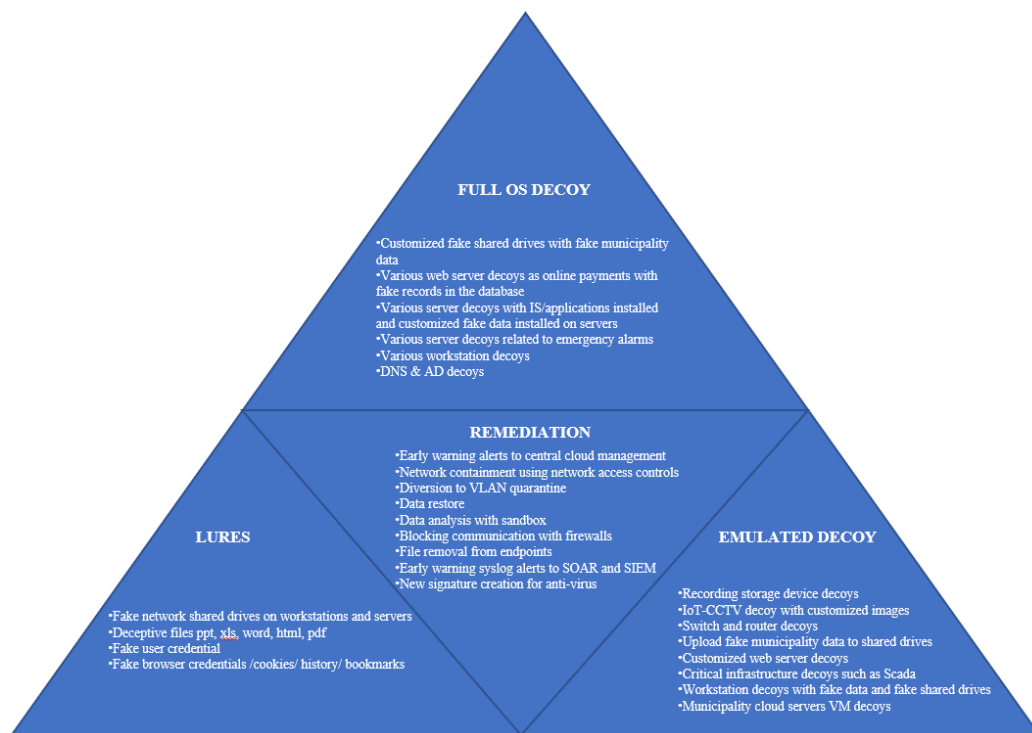 FULL OS DECOY
•Customized fake shared drives with fake municipality
data
•Various web server decoys as online payments with
fake records in the database
•Various server decoys with IS/applications installed
and customized fake data installed on servers
•Various server decoys related to emergency alarms
•Various workstation decoys
•DNS & AD decoys
REMEDIATION
•Early warning alerts to central cloud management
•Network containment using network access controls
•Diversion to VLAN quarantine
•Data restore
•Data analysis with sandbox
•Blocking communication with firewalls
•File removal from endpoints
•Early warning syslog alerts to SOAR and SIEM
•New signature creation for anti-virus
LURES
•Fake network shared drives on workstations and servers
•Deceptive files ppt, xls, word, html, pdf
•Fake user credential
•Fake browser credentials /cookies/ history/ bookmarks
EMULATED DECOY
•Recording storage device decoys
•IoT-CCTV decoy with customized images
•Switch and router decoys
•Upload fake municipality data to shared drives
•Customized web server decoys
•Critical infrastructure decoys such as Scada
•Workstation decoys with fake data and fake shared drives
•Municipality cloud servers VM decoys